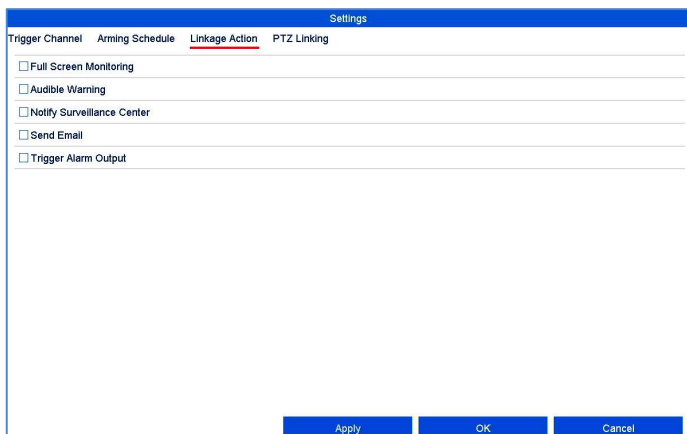 Settings
Trigger Channel Arming Schedule Linkage Action PTZ Linking
Full Screen Monitoring
Audible Warning
Notify Surveillance Center
Send Email
Trigger Alarm Output
Apply OK Cancel